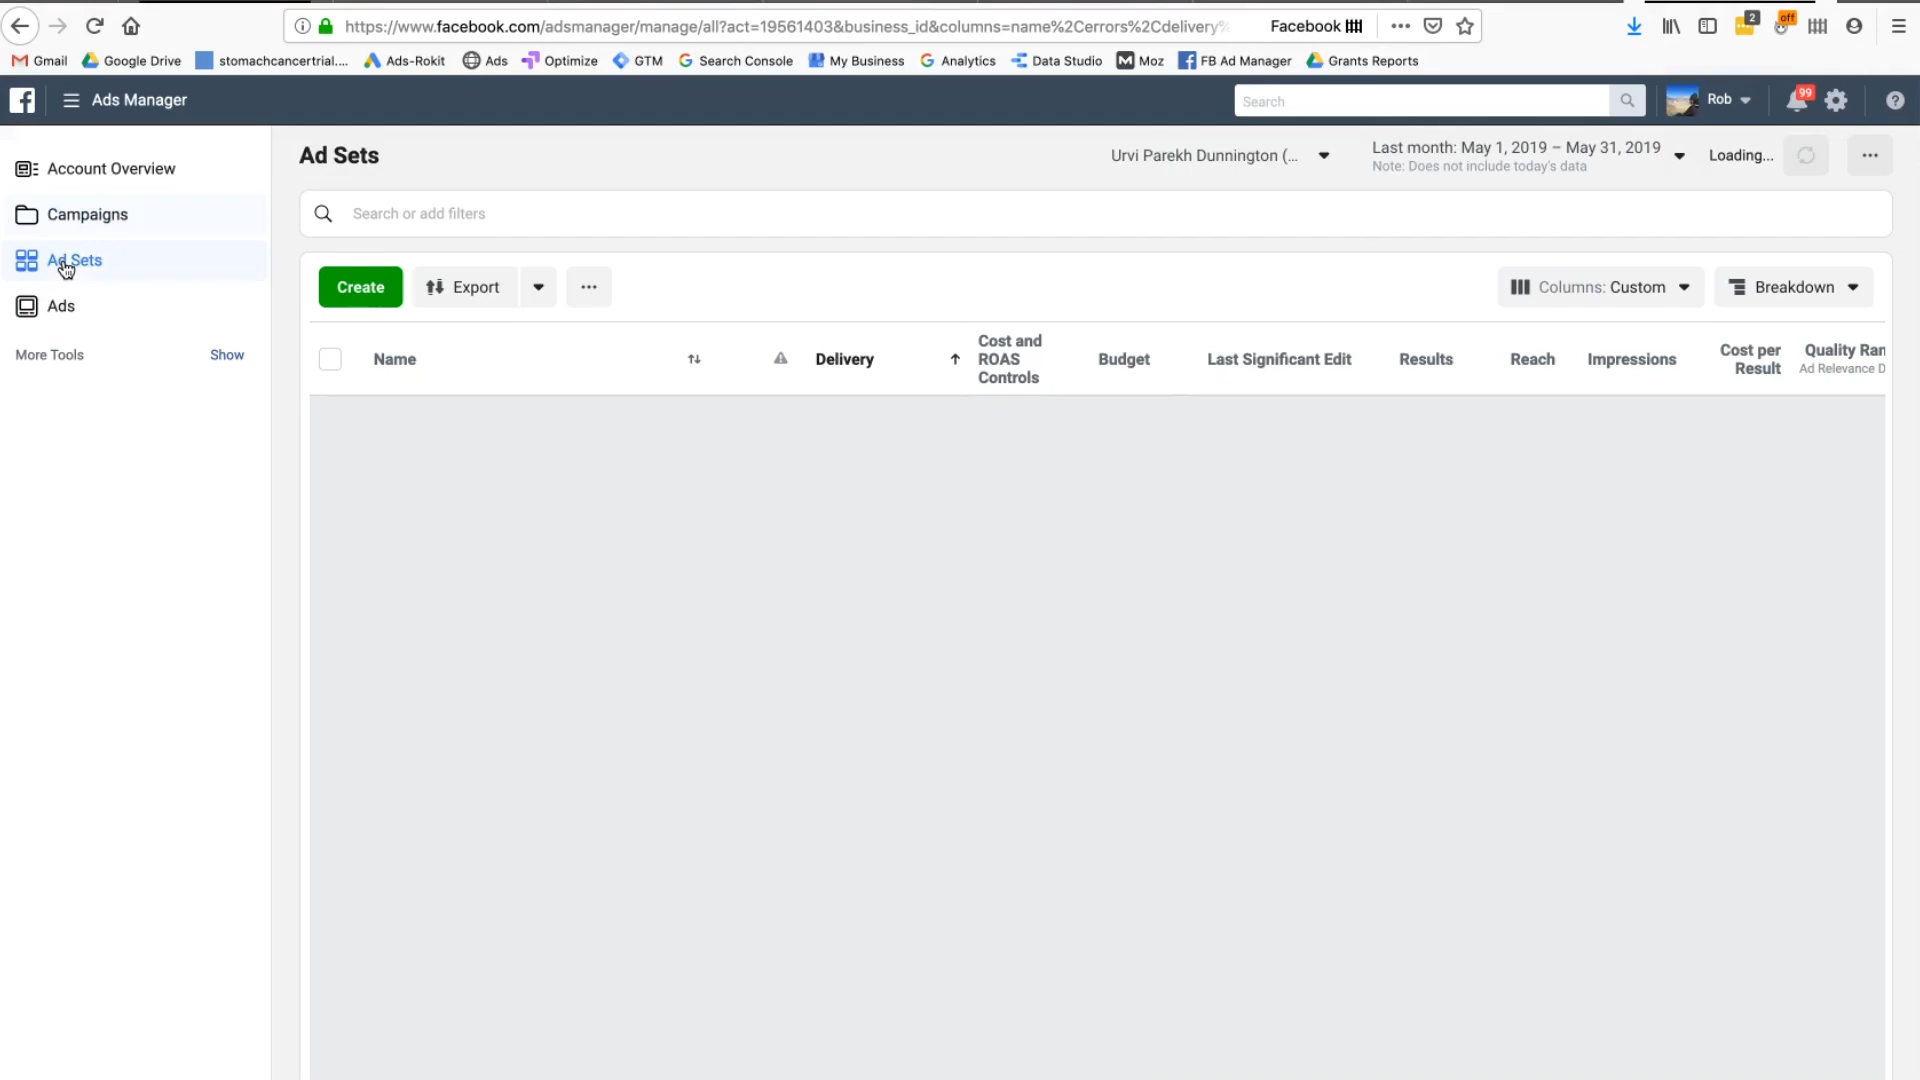 https://www.facebook.com/adsmanager/manage/all?act=19561403&business_id&columns=name%2Cerrors%2Cdelivery%
Facebook
2
off
Gmail
Google Drive
stomachcancertrial....
Ads-Rokit
Ads
Optimize
GTM
Search Console
My Business
Analytics
Data Studio
Moz
FB Ad Manager
Grants Reports
Ads Manager
Search
Rob
99
Account Overview
Campaigns
Ad Sets
Ads
More Tools
Show
Ad Sets
Urvi Parekh Dunnington (...
Last month: May 1, 2019 – May 31, 2019
Note: Does not include today's data
Loading...
Search or add filters
Create
Export
Columns: Custom
Breakdown
Name
Delivery
Cost and
ROAS
Controls
Budget
Last Significant Edit
Results
Reach
Impressions
Cost per
Result
Quality Ran
Ad Relevance D